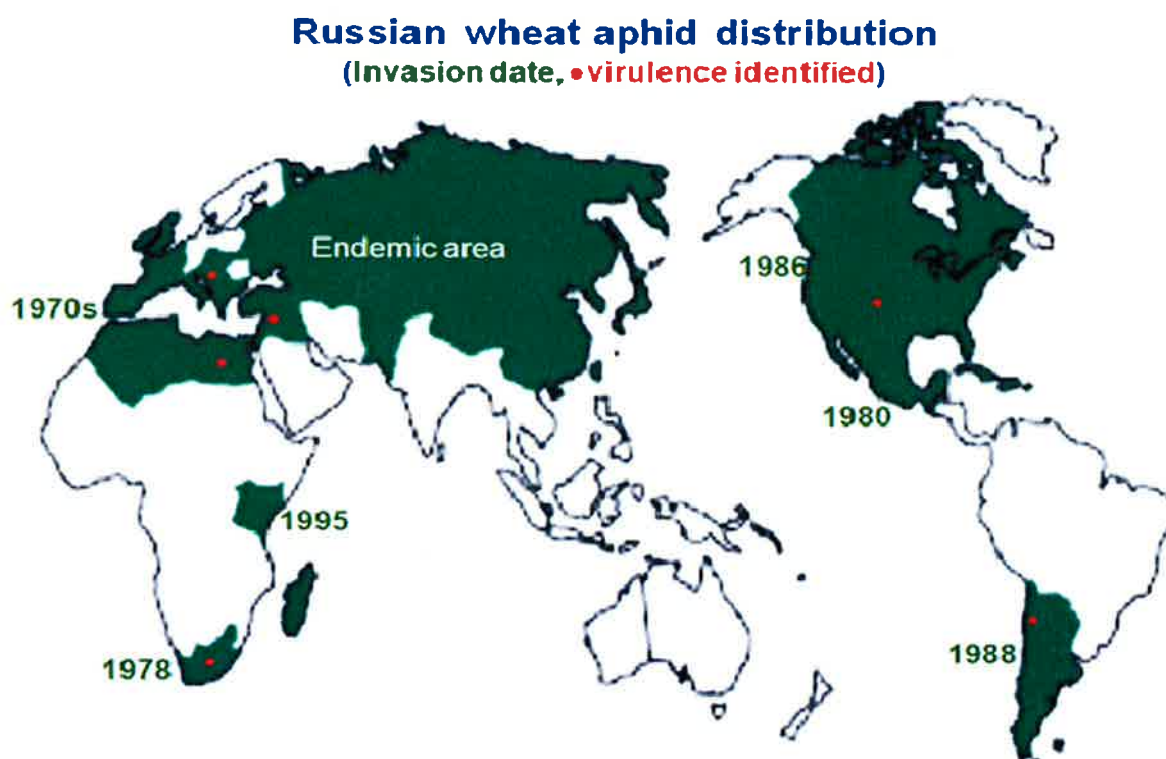 Russian wheat aphid distribution
(Invasion date, •virulence identified)
Endemic area
1986
1970s
1980
1995
1988
1978